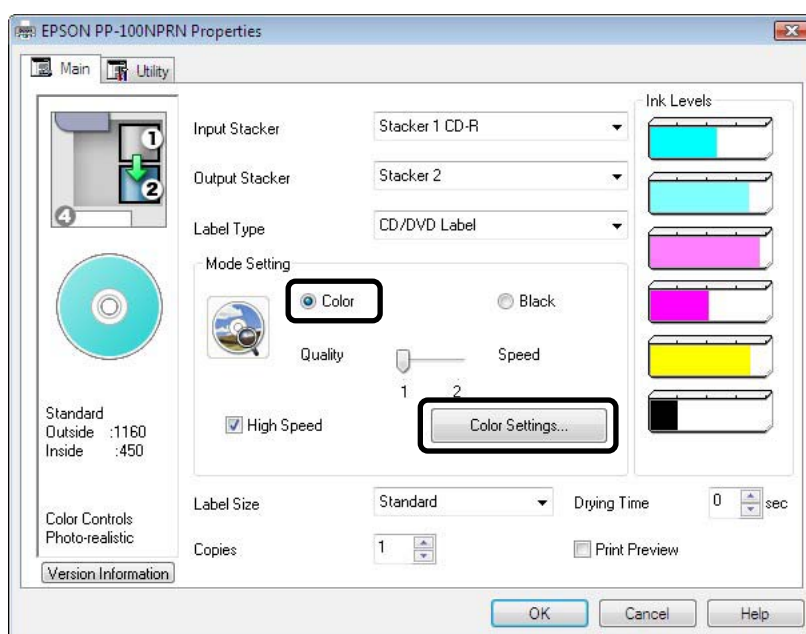 EPSON PP-100NPRN Properties
Main
Utility
1
2
4
Standard
Outside :1160
Inside :450
Color Controls
Photo-realistic
Version Information
Input Stacker
Stacker 1 CD-R
Output Stacker
Stacker 2
Label Type
CD/DVD Label
Mode Setting
Color
Black
Quality
Speed
1 2
High Speed
Color Settings...
Label Size
Standard
Drying Time
0
sec
Copies
1
Print Preview
Ink Levels
OK
Cancel
Help